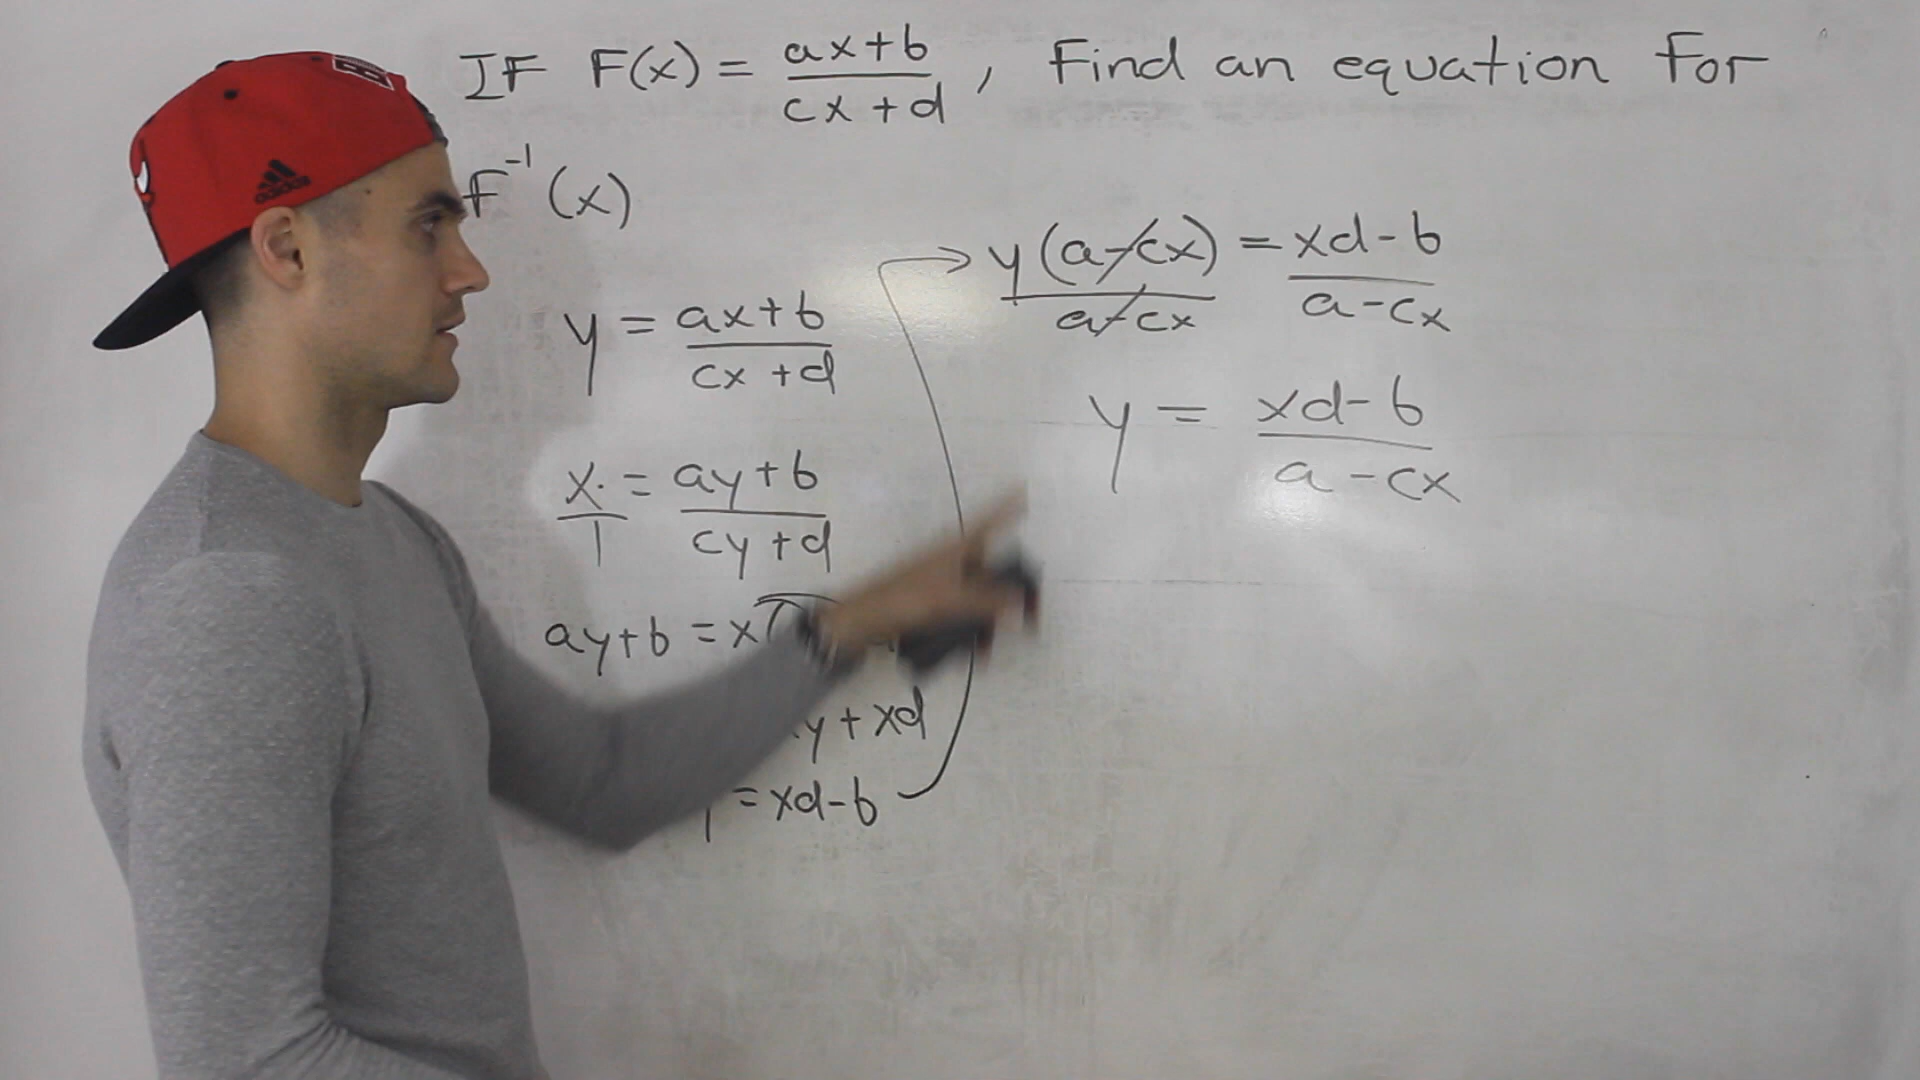 IF F(x) = (ax+b)/(cx+d), Find an equation For
F⁻¹(x)
y = (ax+b)/(cx+d)
x/1 = (ay+b)/(cy+d)
ay+b = x(
y + xd
= xd-b
y(a-cx)/(a-cx) = (xd-b)/(a-cx)
y = (xd-b)/(a-cx)
adidas